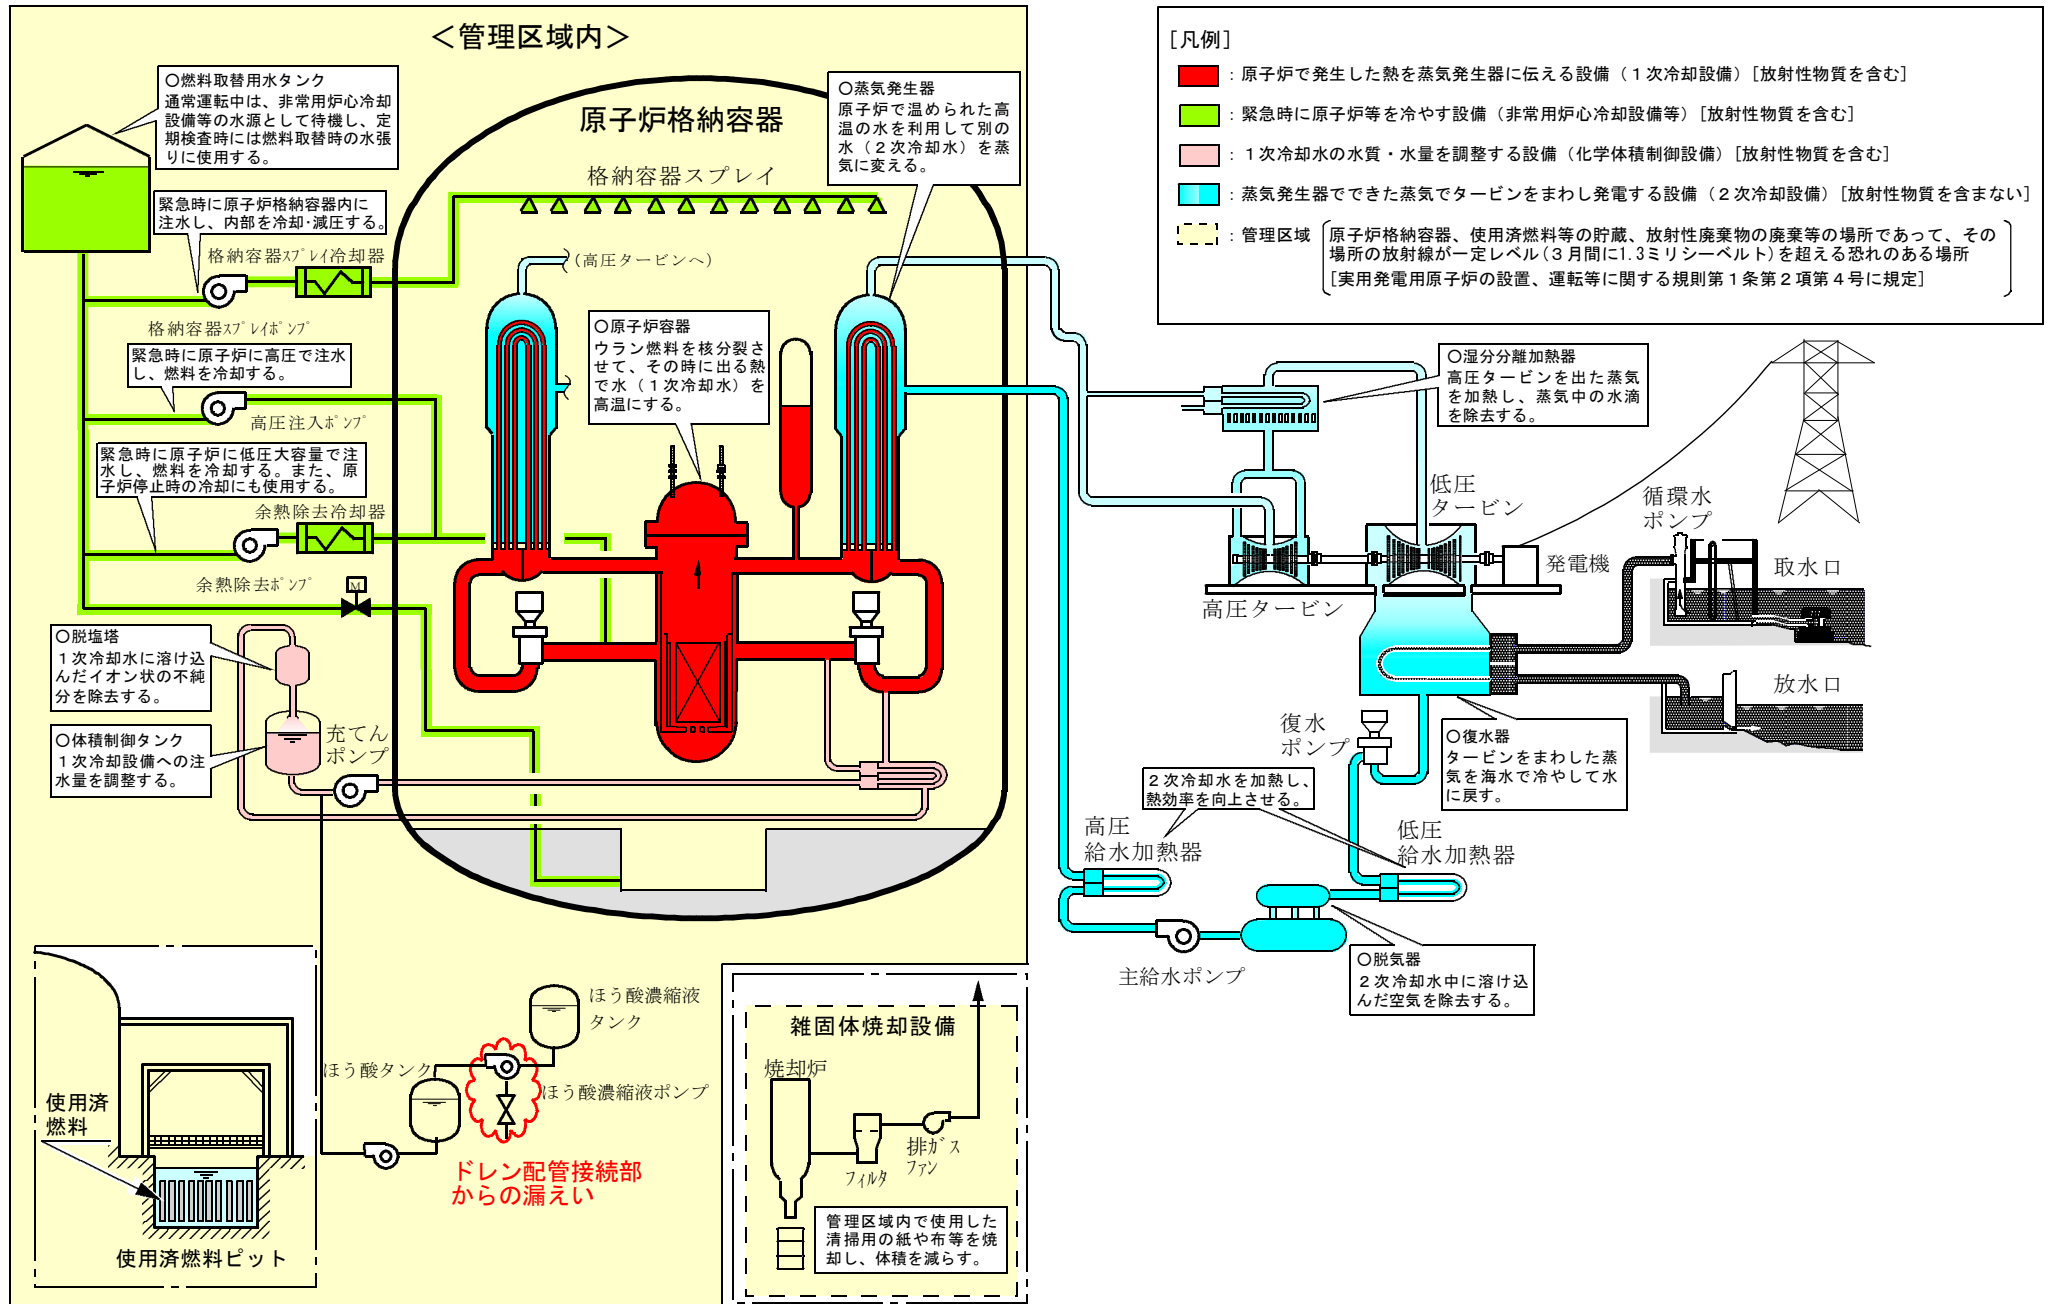 ＜管理区域内＞
○燃料取替用水タンク
通常運転中は、非常用炉心冷却
設備等の水源として待機し、定
期検査時には燃料取替時の水張
りに使用する。
原子炉格納容器
○蒸気発生器
原子炉で温められた高
温の水を利用して別の
水（２次冷却水）を蒸
気に変える。
格納容器スプレイ
緊急時に原子炉格納容器内に
注水し、内部を冷却･減圧する。
格納容器ｽﾌﾟﾚｲ冷却器
（高圧タービンへ）
格納容器ｽﾌﾟﾚｲﾎﾟﾝﾌﾟ
○原子炉容器
ウラン燃料を核分裂さ
せて、その時に出る熱
で水（１次冷却水）を
高温にする。
緊急時に原子炉に高圧で注水
し、燃料を冷却する。
高圧注入ﾎﾟﾝﾌﾟ
緊急時に原子炉に低圧大容量で注
水し、燃料を冷却する。また、原
子炉停止時の冷却にも使用する。
余熱除去冷却器
余熱除去ﾎﾟﾝﾌﾟ
M
○脱塩塔
１次冷却水に溶け込
んだイオン状の不純
分を除去する。
○体積制御タンク
１次冷却設備への注
水量を調整する。
充てん
ポンプ
［凡例］
：原子炉で発生した熱を蒸気発生器に伝える設備（１次冷却設備）［放射性物質を含む］
：緊急時に原子炉等を冷やす設備（非常用炉心冷却設備等）［放射性物質を含む］
：１次冷却水の水質・水量を調整する設備（化学体積制御設備）［放射性物質を含む］
：蒸気発生器でできた蒸気でタービンをまわし発電する設備（２次冷却設備）［放射性物質を含まない］
：管理区域
原子炉格納容器、使用済燃料等の貯蔵、放射性廃棄物の廃棄等の場所であって、その
場所の放射線が一定レベル(３月間に1.3ミリシーベルト)を超える恐れのある場所
［実用発電用原子炉の設置、運転等に関する規則第１条第２項第４号に規定］
○湿分分離加熱器
高圧タービンを出た蒸気
を加熱し、蒸気中の水滴
を除去する。
低圧
タービン
循環水
ポンプ
発電機
取水口
高圧タービン
放水口
復水
ポンプ
○復水器
タービンをまわした蒸
気を海水で冷やして水
に戻す。
２次冷却水を加熱し、
熱効率を向上させる。
高圧
給水加熱器
低圧
給水加熱器
主給水ポンプ
○脱気器
２次冷却水中に溶け込
んだ空気を除去する。
ほう酸濃縮液
タンク
ほう酸タンク
ほう酸濃縮液ポンプ
ドレン配管接続部
からの漏えい
使用済
燃料
使用済燃料ピット
雑固体焼却設備
焼却炉
フィルタ
排ガス
ファン
管理区域内で使用した
清掃用の紙や布等を焼
却し、体積を減らす。